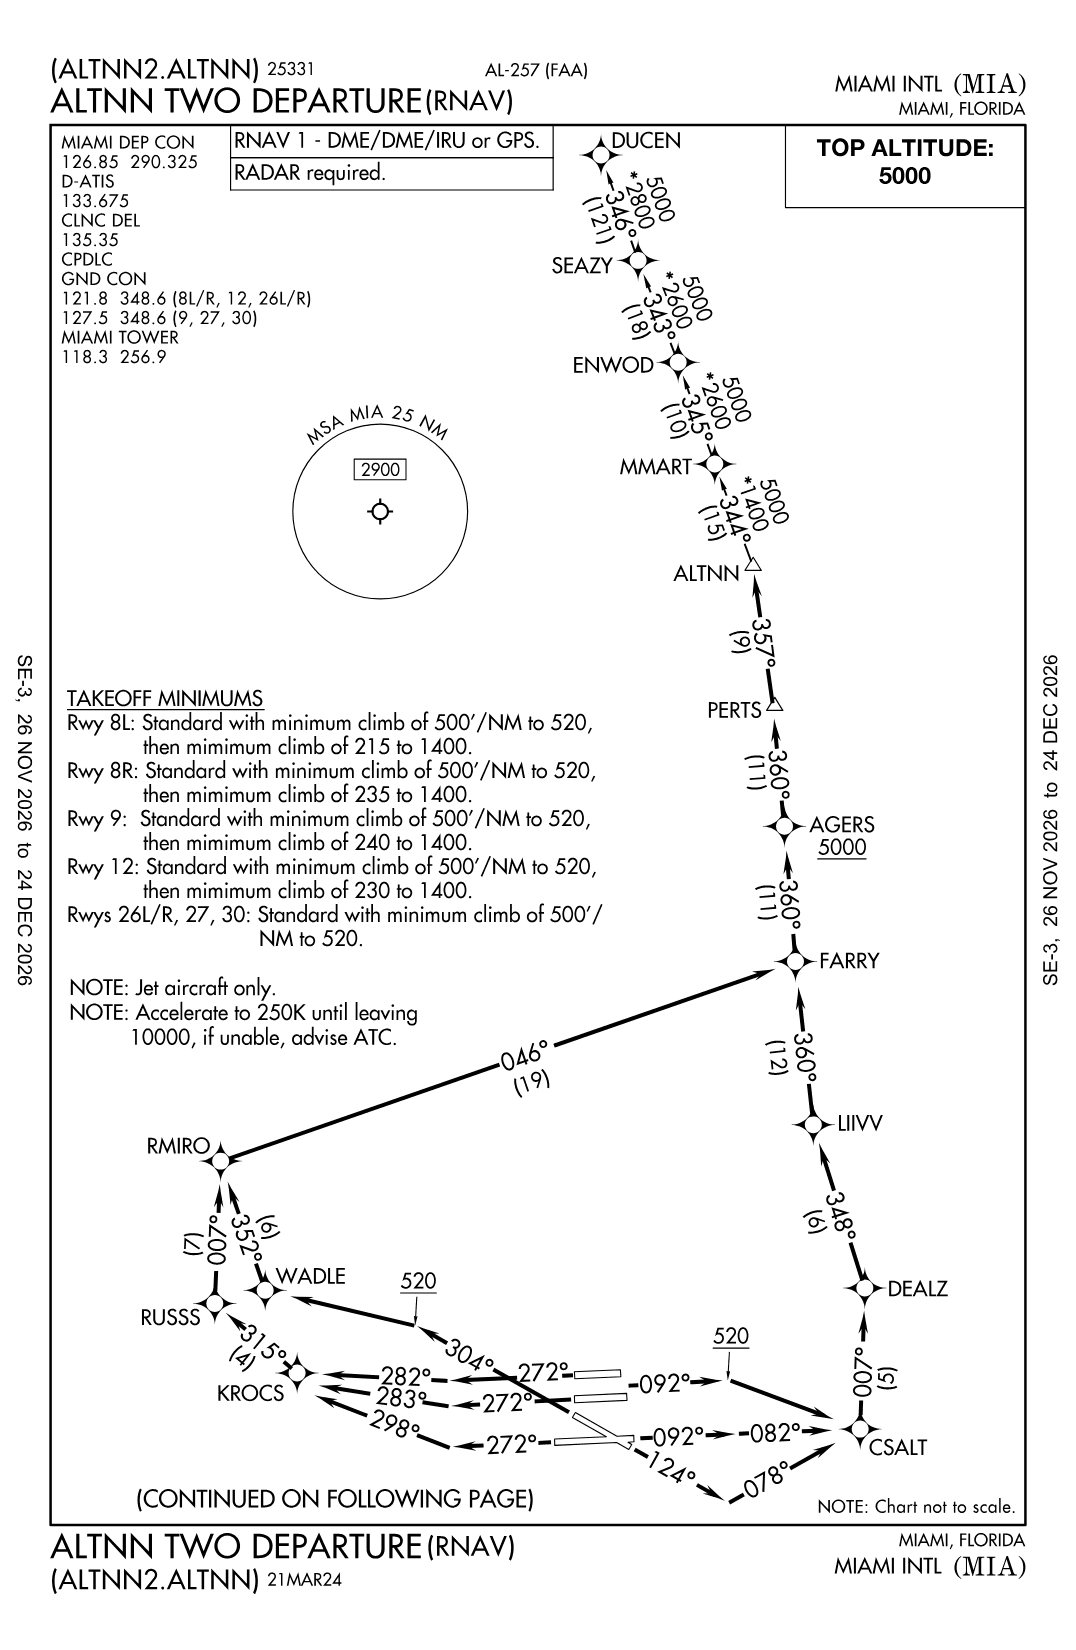 (ALTNN2.ALTNN) 25331
AL-257 (FAA)
MIAMI INTL (MIA)
ALTNN TWO DEPARTURE (RNAV)
MIAMI, FLORIDA
MIAMI DEP CON
126.85 290.325
D-ATIS
133.675
CLNC DEL
135.35
CPDLC
GND CON
121.8 348.6 (8L/R, 12, 26L/R)
127.5 348.6 (9, 27, 30)
MIAMI TOWER
118.3 256.9
RNAV 1 - DME/DME/IRU or GPS.
RADAR required.
TOP ALTITUDE:
5000
DUCEN
5000
*2800
346°
(121)
SEAZY
5000
*2600
343°
(18)
ENWOD
5000
*2600
345°
(10)
MMART
5000
*1400
344°
(15)
ALTNN
357°
(9)
PERTS
360°
(11)
AGERS
5000
360°
(11)
FARRY
360°
(12)
LIIVV
348°
(6)
DEALZ
007°
(5)
CSALT
MSA MIA 25 NM
2900
TAKEOFF MINIMUMS
Rwy 8L: Standard with minimum climb of 500'/NM to 520,
then mimimum climb of 215 to 1400.
Rwy 8R: Standard with minimum climb of 500'/NM to 520,
then mimimum climb of 235 to 1400.
Rwy 9: Standard with minimum climb of 500'/NM to 520,
then mimimum climb of 240 to 1400.
Rwy 12: Standard with minimum climb of 500'/NM to 520,
then mimimum climb of 230 to 1400.
Rwys 26L/R, 27, 30: Standard with minimum climb of 500'/
NM to 520.
NOTE: Jet aircraft only.
NOTE: Accelerate to 250K until leaving
10000, if unable, advise ATC.
046°
(19)
RMIRO
007°
(7)
352°
(6)
WADLE
RUSSS
315°
(4)
KROCS
520
304°
520
282°
272°
092°
283°
272°
298°
272°
092°
082°
124°
078°
(CONTINUED ON FOLLOWING PAGE)
NOTE: Chart not to scale.
SE-3, 26 NOV 2026 to 24 DEC 2026
SE-3, 26 NOV 2026 to 24 DEC 2026
ALTNN TWO DEPARTURE (RNAV)
MIAMI, FLORIDA
(ALTNN2.ALTNN) 21MAR24
MIAMI INTL (MIA)